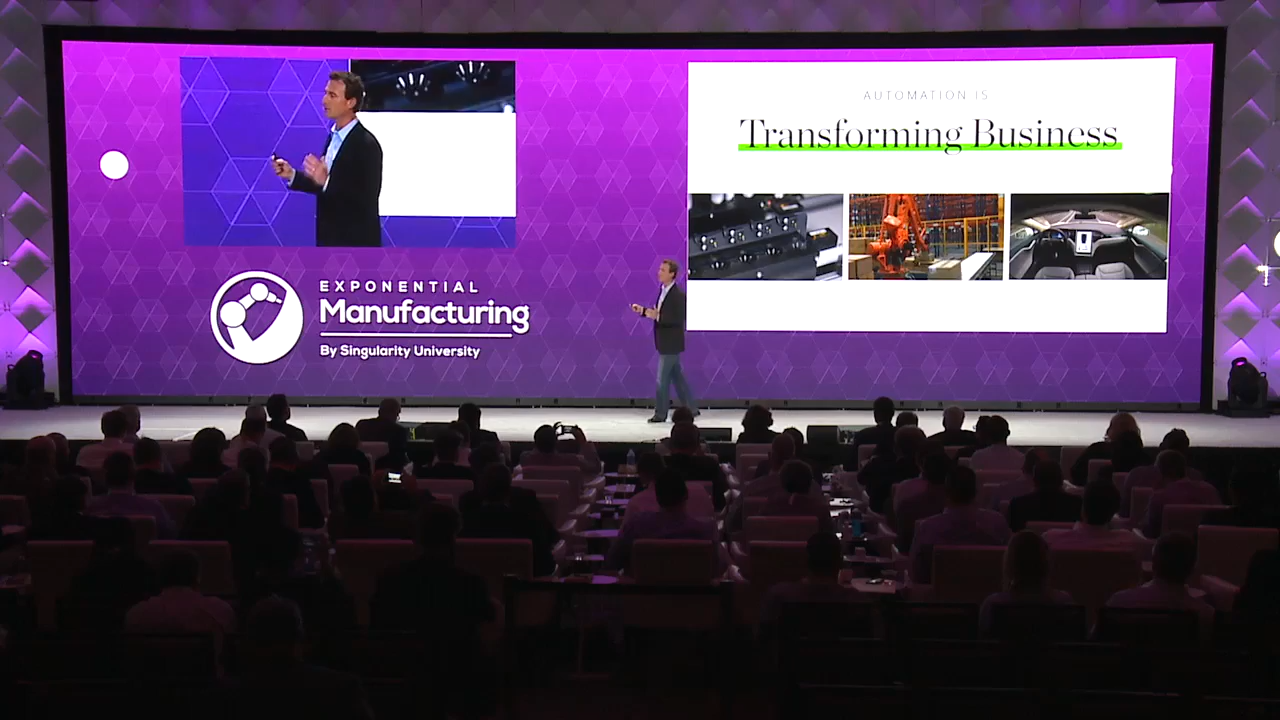 EXPONENTIAL
Manufacturing
By Singularity University
AUTOMATION IS
Transforming Business